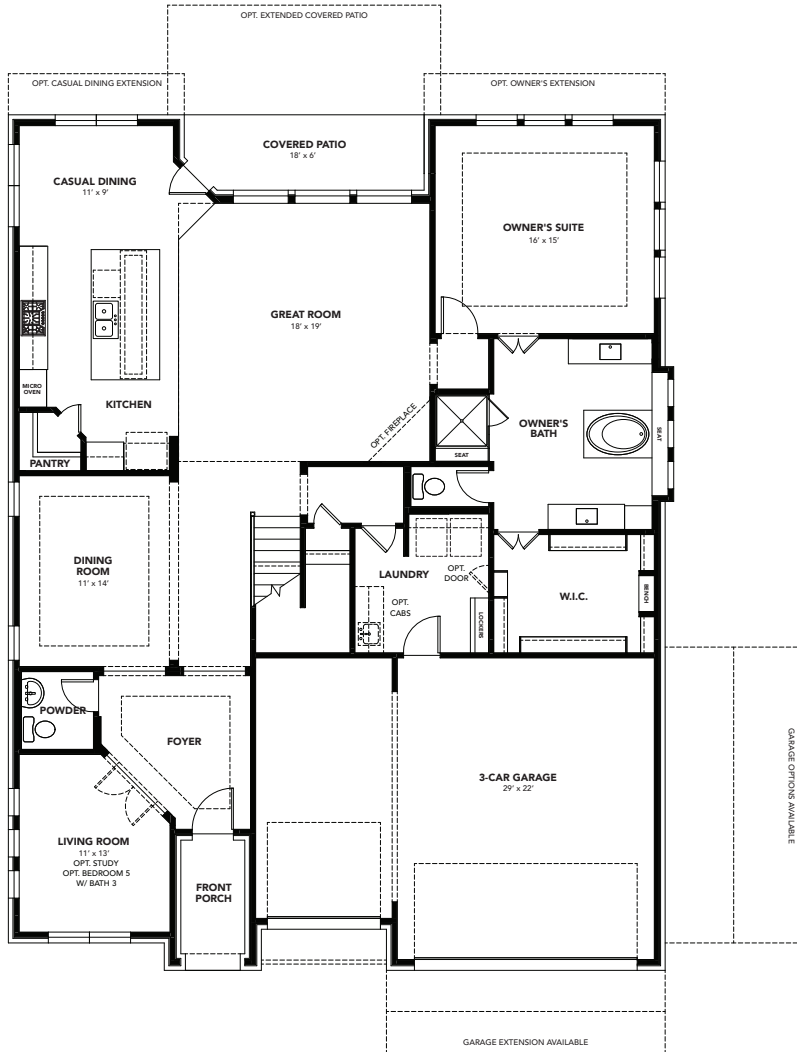 OPT. EXTENDED COVERED PATIO
OPT. CASUAL DINING EXTENSION
OPT. OWNER'S EXTENSION
COVERED PATIO
18' x 6'
CASUAL DINING
11' x 9'
OWNER'S SUITE
16' x 15'
GREAT ROOM
18' x 19'
MICRO
OVEN
KITCHEN
OPT. FIREPLACE
OWNER'S
BATH
SEAT
SEAT
PANTRY
DINING
ROOM
11' x 14'
LAUNDRY
OPT.
DOOR
OPT.
CABS
LOCKERS
W.I.C.
BENCH
POWDER
FOYER
GARAGE OPTIONS AVAILABLE
3-CAR GARAGE
29' x 22'
LIVING ROOM
11' x 13'
OPT. STUDY
OPT. BEDROOM 5
W/ BATH 3
FRONT
PORCH
GARAGE EXTENSION AVAILABLE